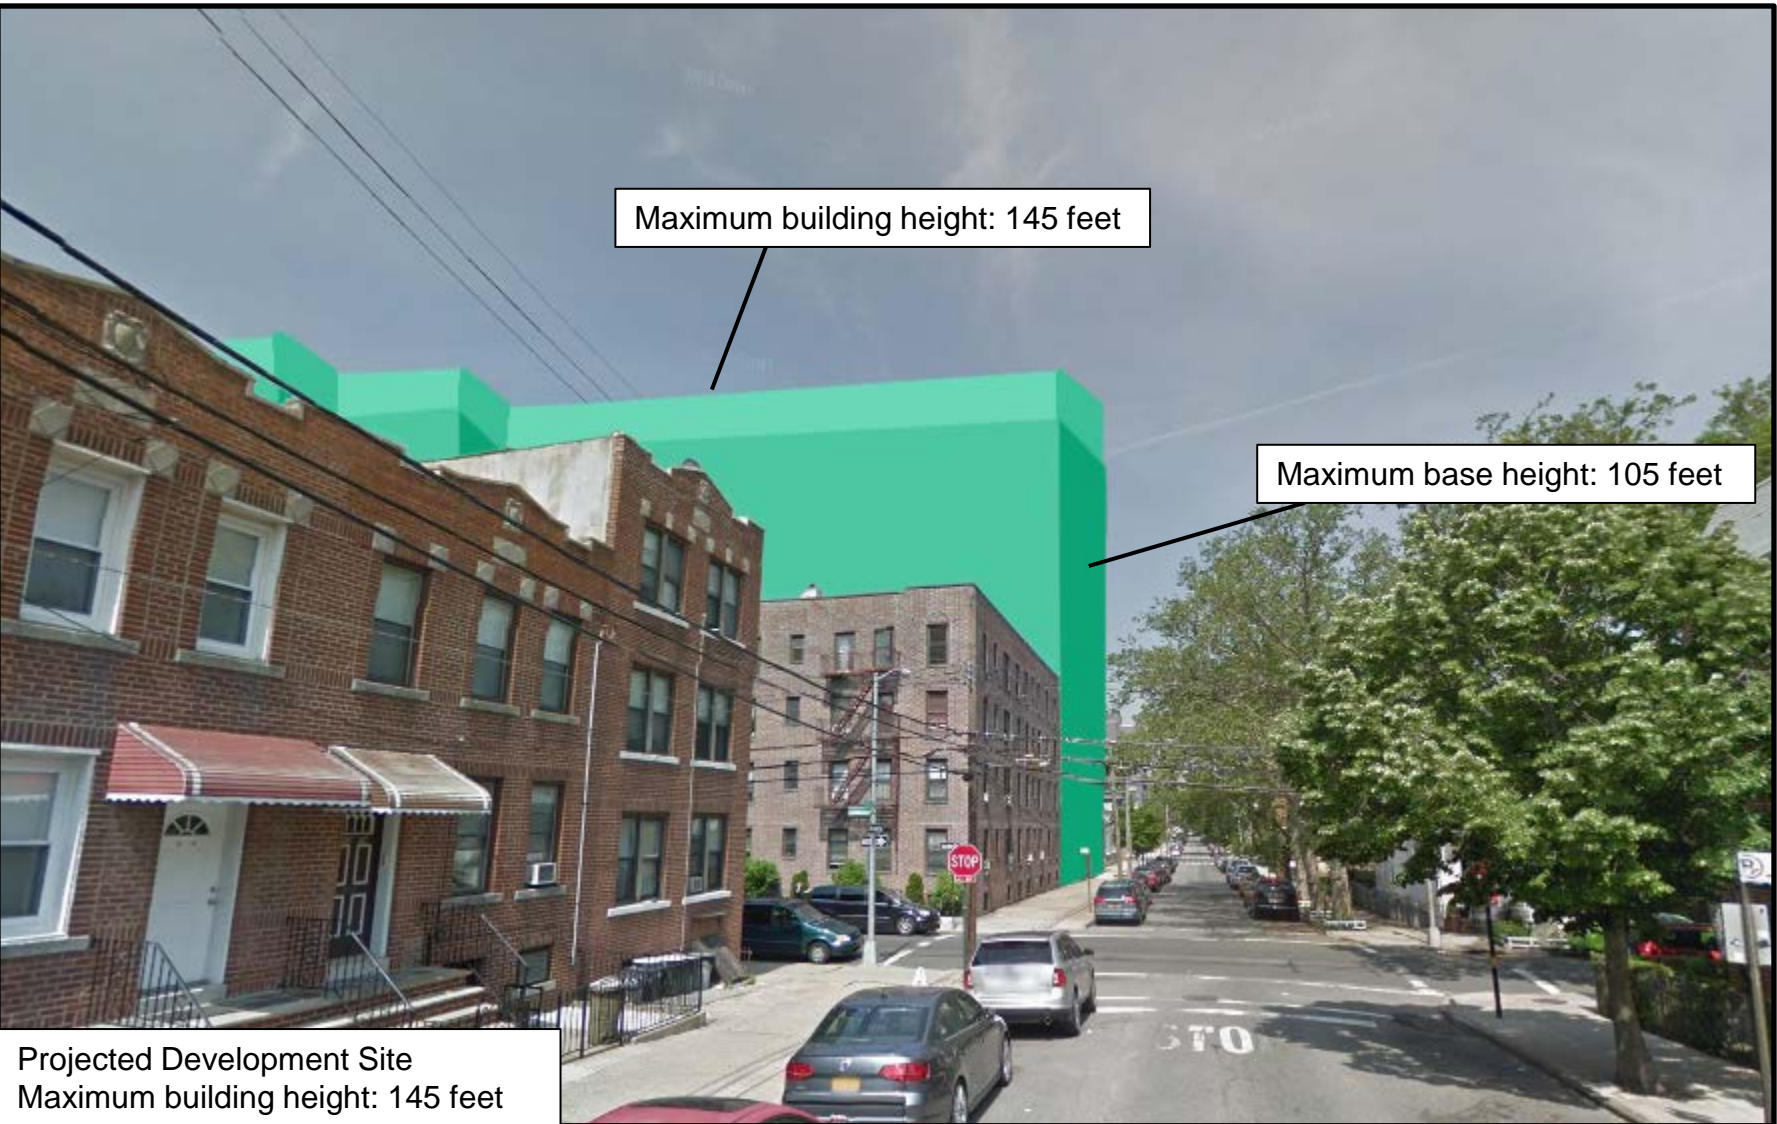 Maximum building height: 145 feet
Maximum base height: 105 feet
STOP
STO
Projected Development Site
Maximum building height: 145 feet